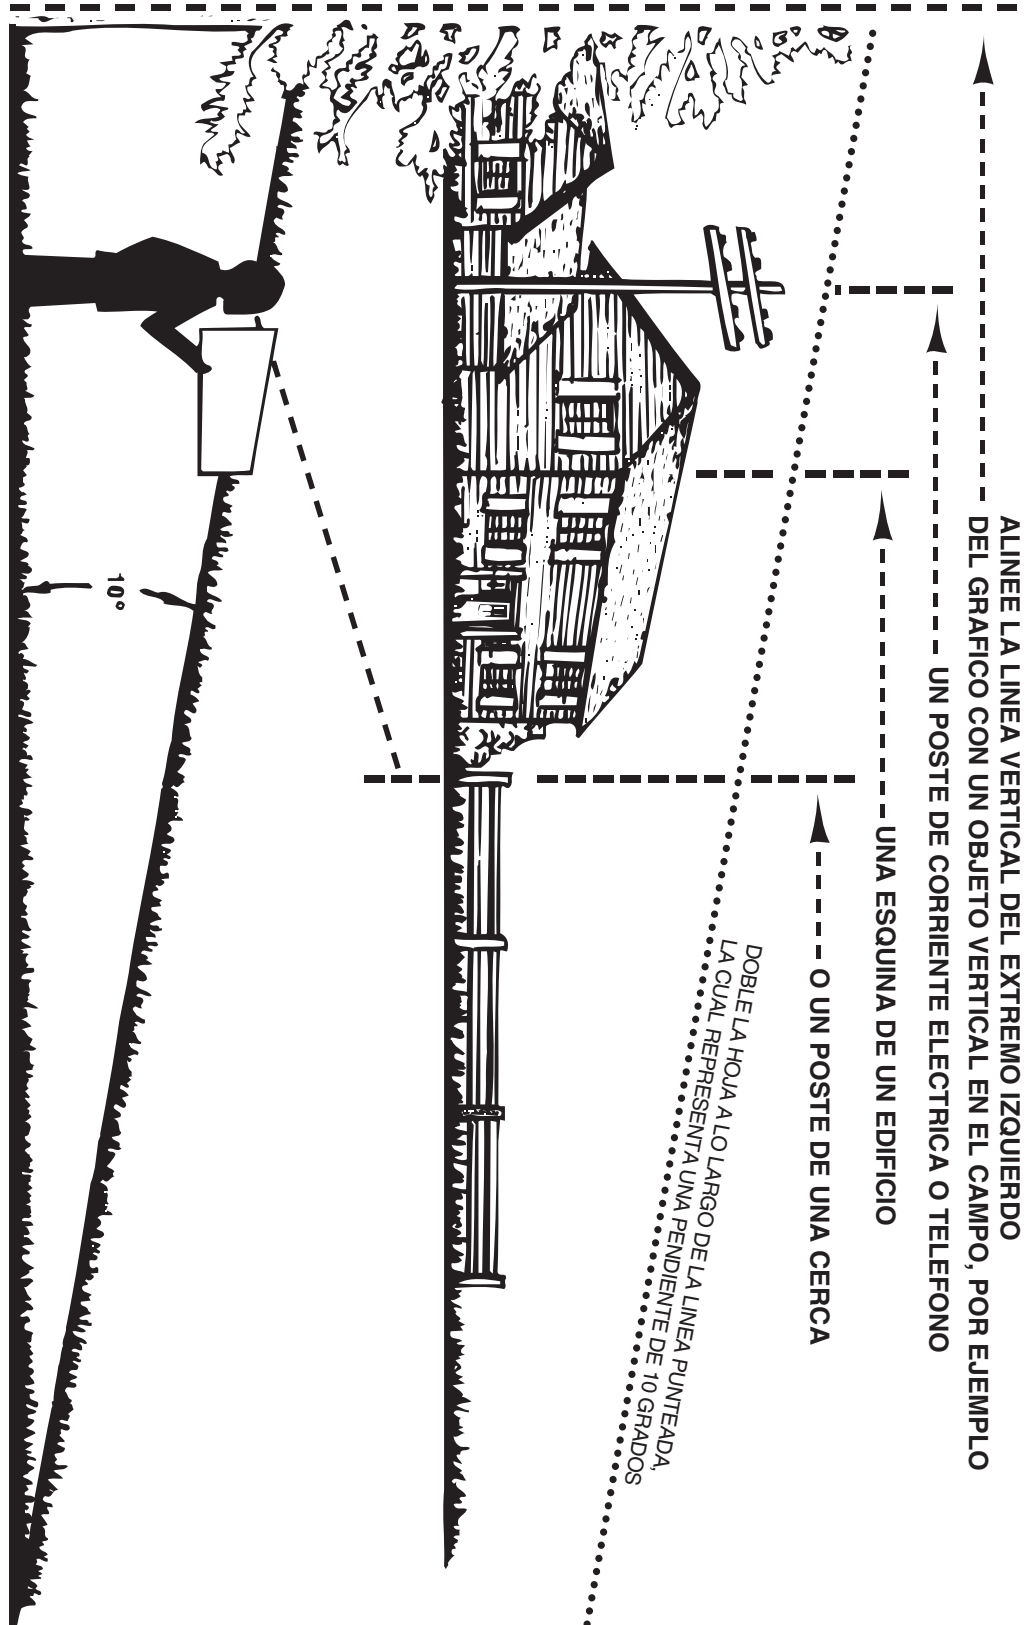 ALINEE LA LINEA VERTICAL DEL EXTREMO IZQUIERDO
DEL GRAFICO CON UN OBJETO VERTICAL EN EL CAMPO, POR EJEMPLO
UN POSTE DE CORRIENTE ELECTRICA O TELEFONO
UNA ESQUINA DE UN EDIFICIO
O UN POSTE DE UNA CERCA
DOBLE LA HOJA A LO LARGO DE LA LINEA PUNTEADA,
LA CUAL REPRESENTA UNA PENDIENTE DE 10 GRADOS
10°